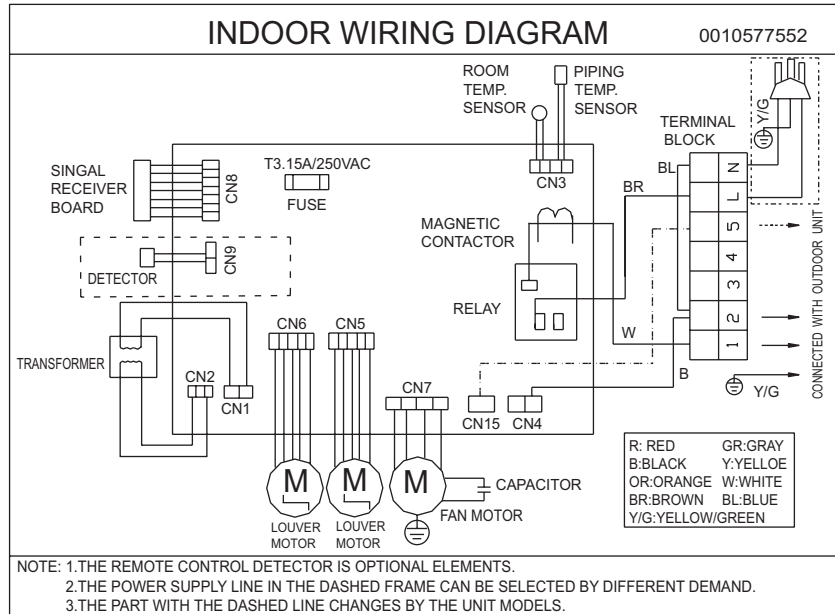 INDOOR WIRING DIAGRAM 0010577552
ROOM
TEMP.
SENSOR
PIPING
TEMP.
SENSOR
Y/G
TERMINAL
BLOCK
SINGAL
RECEIVER
BOARD
CN8
T3.15A/250VAC
FUSE
CN3
BL
BR
N
L
5
4
3
2
1
MAGNETIC
CONTACTOR
CONNECTED WITH OUTDOOR UNIT
DETECTOR
CN9
RELAY
W
B
Y/G
TRANSFORMER
CN2
CN1
CN6
CN5
CN7
CN15
CN4
M
M
M
LOUVER
MOTOR
LOUVER
MOTOR
CAPACITOR
FAN MOTOR
R: RED GR:GRAY
B:BLACK Y:YELLOE
OR:ORANGE W:WHITE
BR:BROWN BL:BLUE
Y/G:YELLOW/GREEN
NOTE: 1.THE REMOTE CONTROL DETECTOR IS OPTIONAL ELEMENTS.
2.THE POWER SUPPLY LINE IN THE DASHED FRAME CAN BE SELECTED BY DIFFERENT DEMAND.
3.THE PART WITH THE DASHED LINE CHANGES BY THE UNIT MODELS.